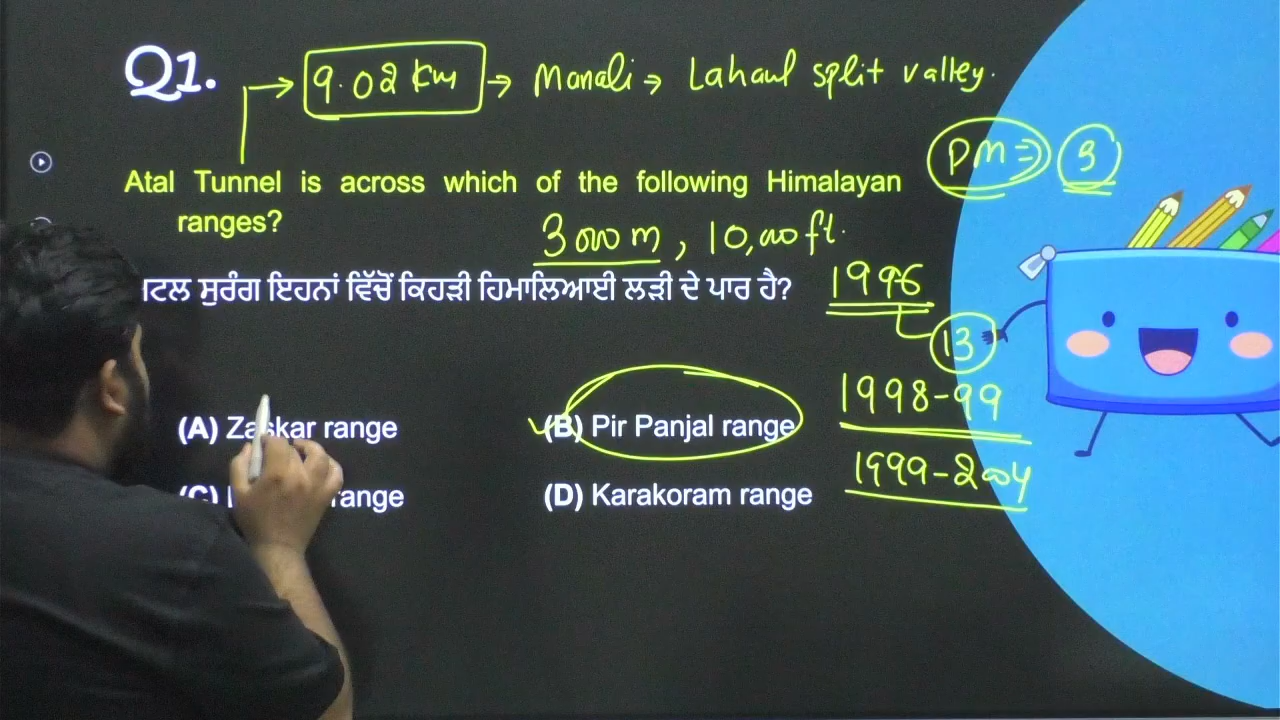 Q1.
9.02 km → Manali → Lahaul split valley.
PM ⇒ 3
Atal Tunnel is across which of the following Himalayan
ranges?
3000 m, 10,000 ft.
ਟਲ ਸੁਰੰਗ ਇਹਨਾਂ ਵਿੱਚੋਂ ਕਿਹੜੀ ਹਿਮਾਲਿਆਈ ਲੜੀ ਦੇ ਪਾਰ ਹੈ?
1996
13
1998-99
(A) Zaskar range
(B) Pir Panjal range
1999-2004
(C) range
(D) Karakoram range